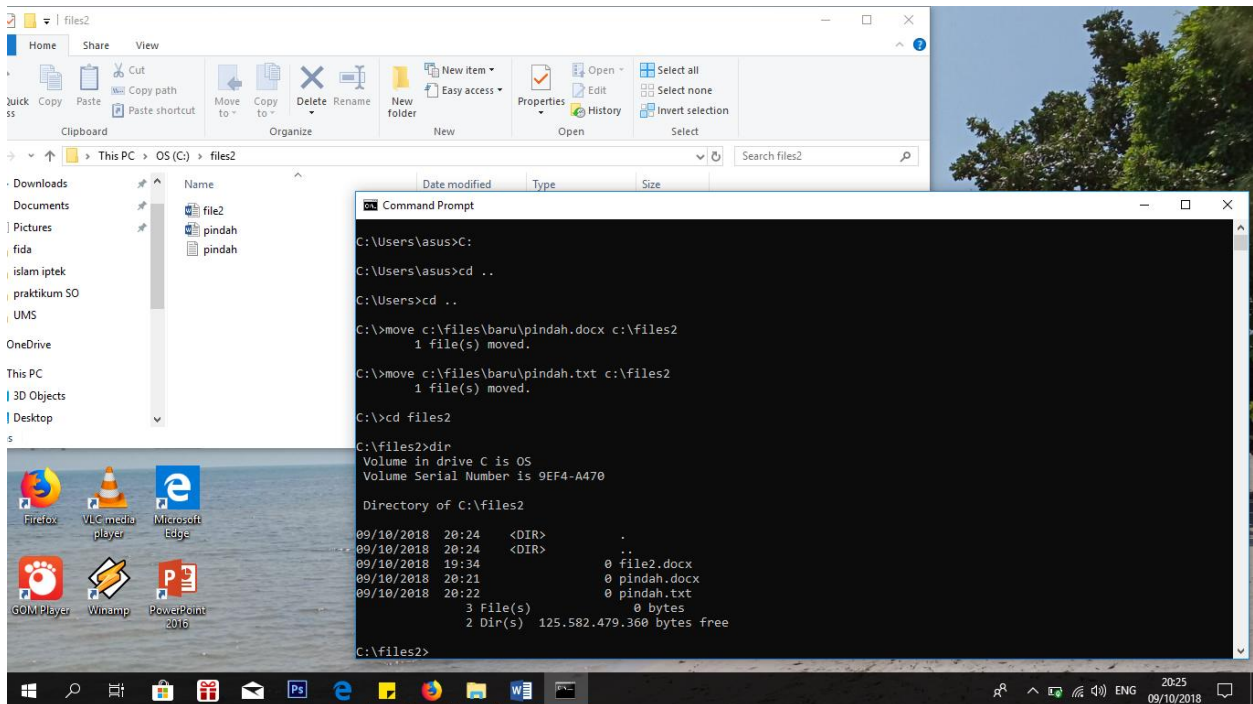 files2
Home Share View
Cut
Copy path
Paste shortcut
Copy Paste
Clipboard
Move to
Copy to
Delete Rename
Organize
New folder
New item
Easy access
New
Properties
Open
Edit
History
Open
Select all
Select none
Invert selection
Select
This PC > OS (C:) > files2
Search files2
Downloads
Documents
Pictures
fida
islam iptek
praktikum SO
UMS
OneDrive
This PC
3D Objects
Desktop
Name Date modified Type Size
file2
pindah
pindah
Command Prompt
C:\Users\asus>C:
C:\Users\asus>cd ..
C:\Users>cd ..
C:\>move c:\files\baru\pindah.docx c:\files2
1 file(s) moved.
C:\>move c:\files\baru\pindah.txt c:\files2
1 file(s) moved.
C:\>cd files2
C:\files2>dir
Volume in drive C is OS
Volume Serial Number is 9EF4-A470
Directory of C:\files2
09/10/2018 20:24 <DIR> .
09/10/2018 20:24 <DIR> ..
09/10/2018 19:34 0 file2.docx
09/10/2018 20:21 0 pindah.docx
09/10/2018 20:22 0 pindah.txt
3 File(s) 0 bytes
2 Dir(s) 125.582.479.360 bytes free
C:\files2>
Firefox
VLC media player
Microsoft Edge
GOM Player
Winamp
PowerPoint 2016
Ps
ENG
20:25
09/10/2018